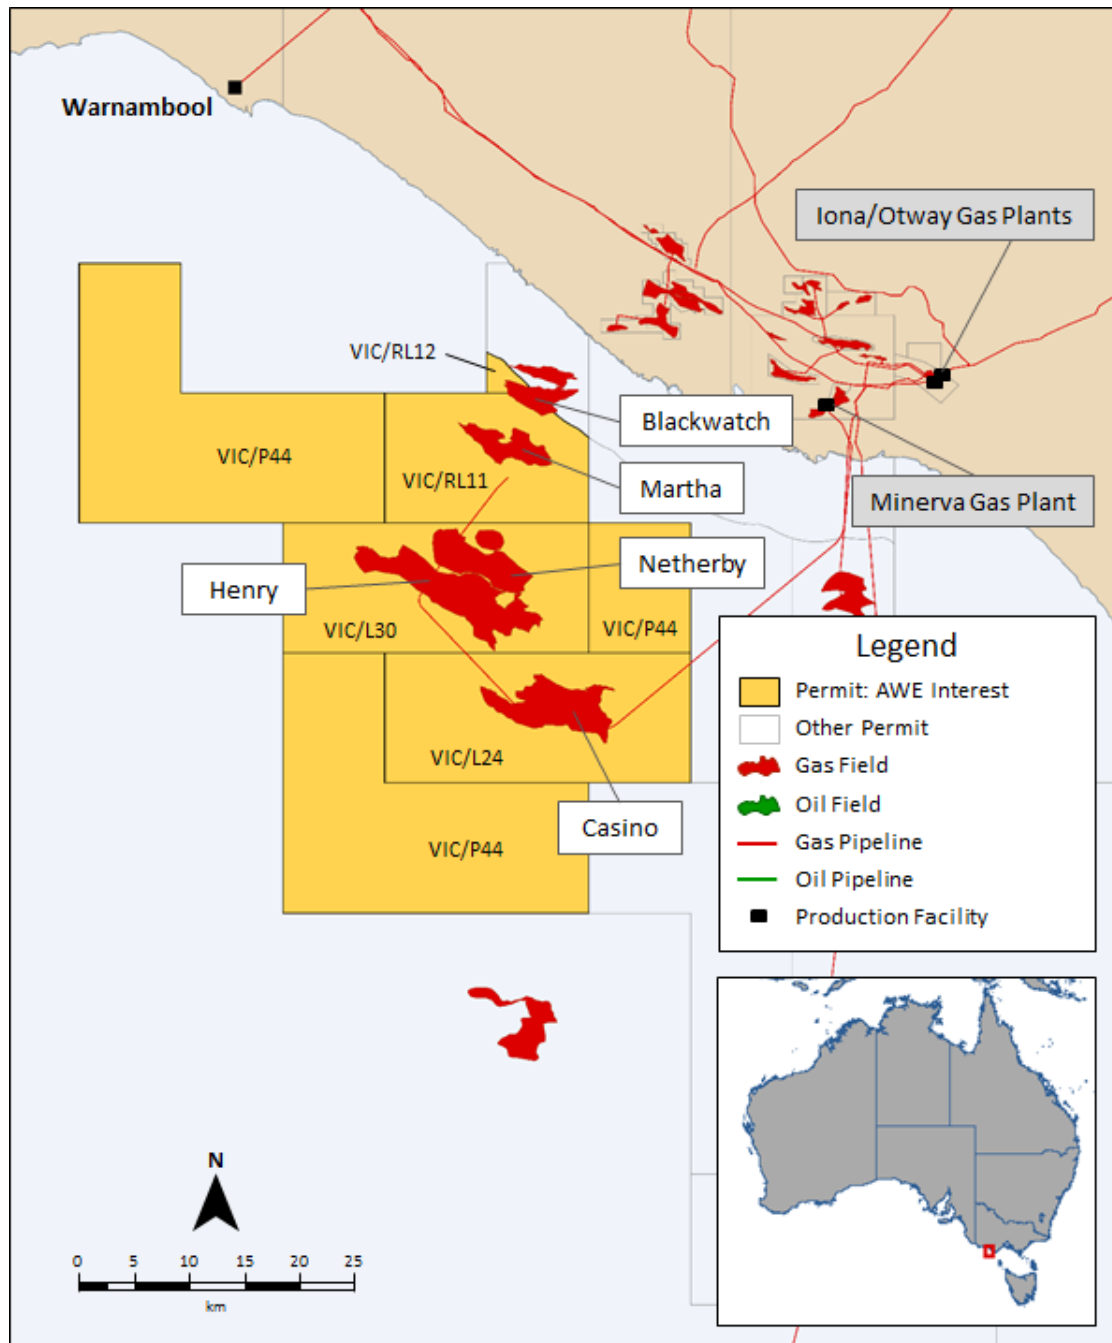 Warnambool
Iona/Otway Gas Plants
VIC/RL12
Blackwatch
VIC/P44
VIC/RL11
Martha
Minerva Gas Plant
Netherby
Henry
VIC/L30
VIC/P44
VIC/L24
Casino
VIC/P44
Legend
Permit: AWE Interest
Other Permit
Gas Field
Oil Field
Gas Pipeline
Oil Pipeline
Production Facility
N
0 5 10 15 20 25
km